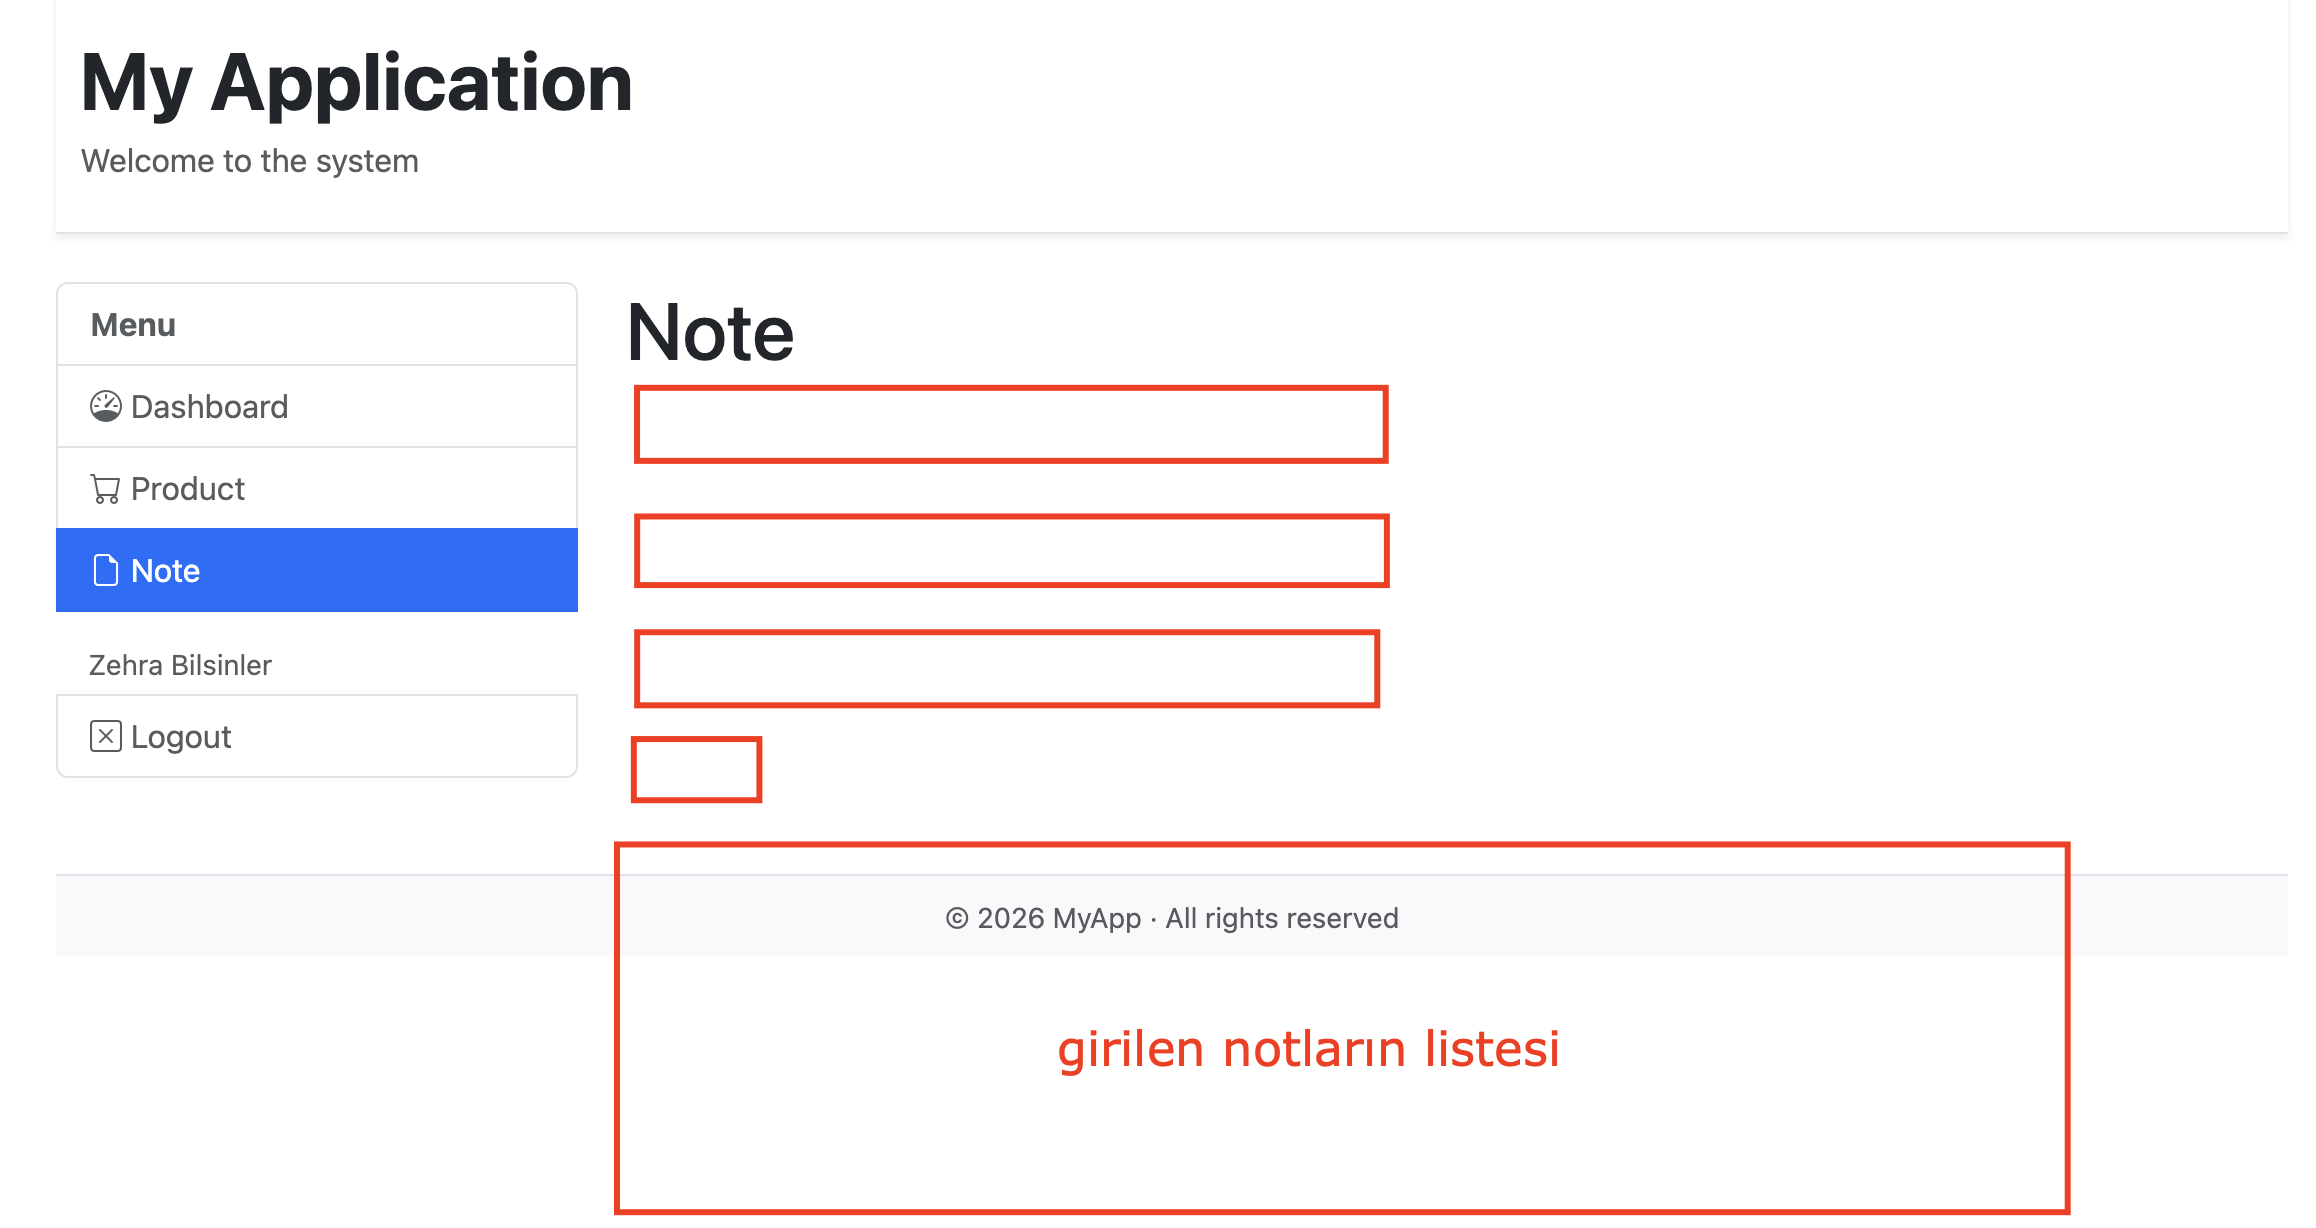 My Application
Welcome to the system
Menu
Dashboard
Product
Note
Zehra Bilsinler
Logout
Note
© 2026 MyApp · All rights reserved
girilen notların listesi